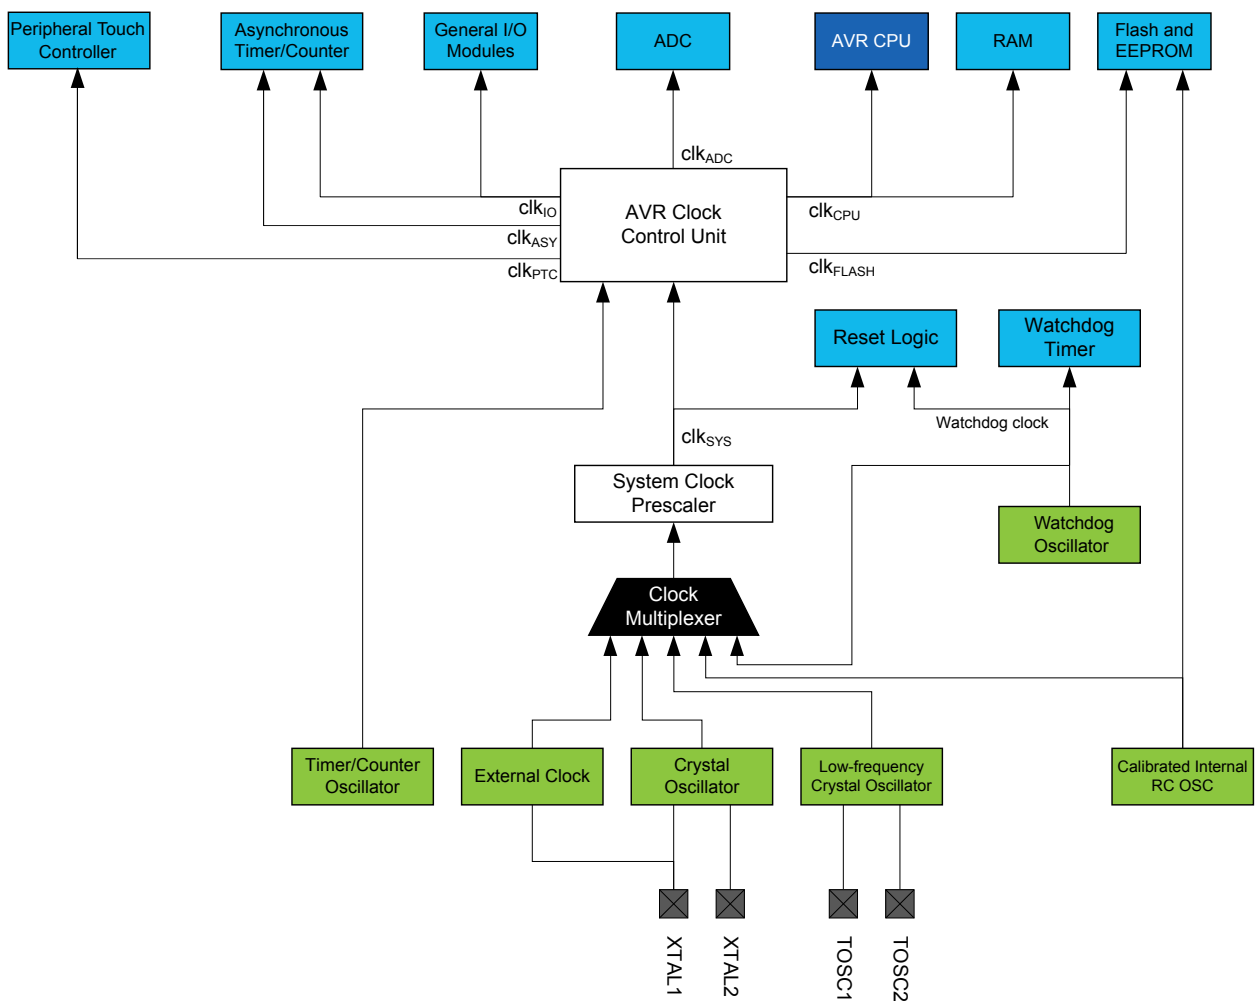 Peripheral Touch
Controller
Asynchronous
Timer/Counter
General I/O
Modules
ADC
AVR CPU
RAM
Flash and
EEPROM
clkADC
clkIO
clkASY
clkPTC
AVR Clock
Control Unit
clkCPU
clkFLASH
Reset Logic
Watchdog
Timer
Watchdog clock
clkSYS
System Clock
Prescaler
Watchdog
Oscillator
Clock
Multiplexer
Timer/Counter
Oscillator
External Clock
Crystal
Oscillator
Low-frequency
Crystal Oscillator
Calibrated Internal
RC OSC
XTAL1
XTAL2
TOSC1
TOSC2